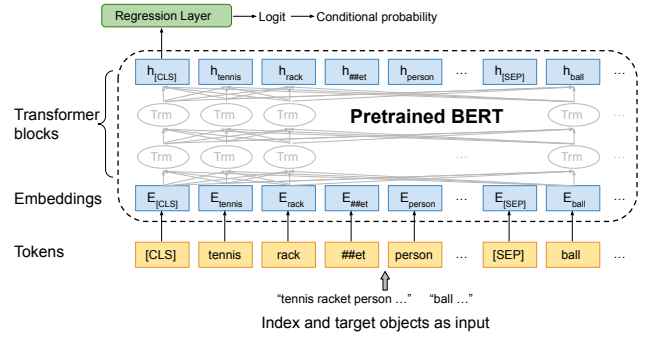 Regression Layer Logit Conditional probability
h[CLS] htennis hrack h##et hperson ... h[SEP] hball ...
Transformer blocks
Trm Trm Trm Pretrained BERT ... Trm
Trm Trm Trm ... Trm
Embeddings E[CLS] Etennis Erack E##et Eperson ... E[SEP] Eball ...
Tokens [CLS] tennis rack ##et person ... [SEP] ball ...
“tennis racket person ...” “ball ...”
Index and target objects as input